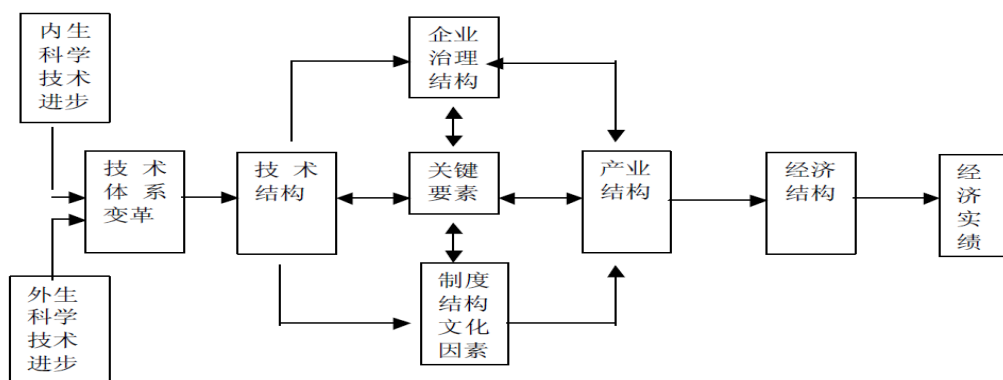 内生
科学
技术
进步
外生
科学
技术
进步
技术
体系
变革
技术
结构
企业
治理
结构
关键
要素
制度
结构
文化
因素
产业
结构
经济
结构
经
济
实
绩